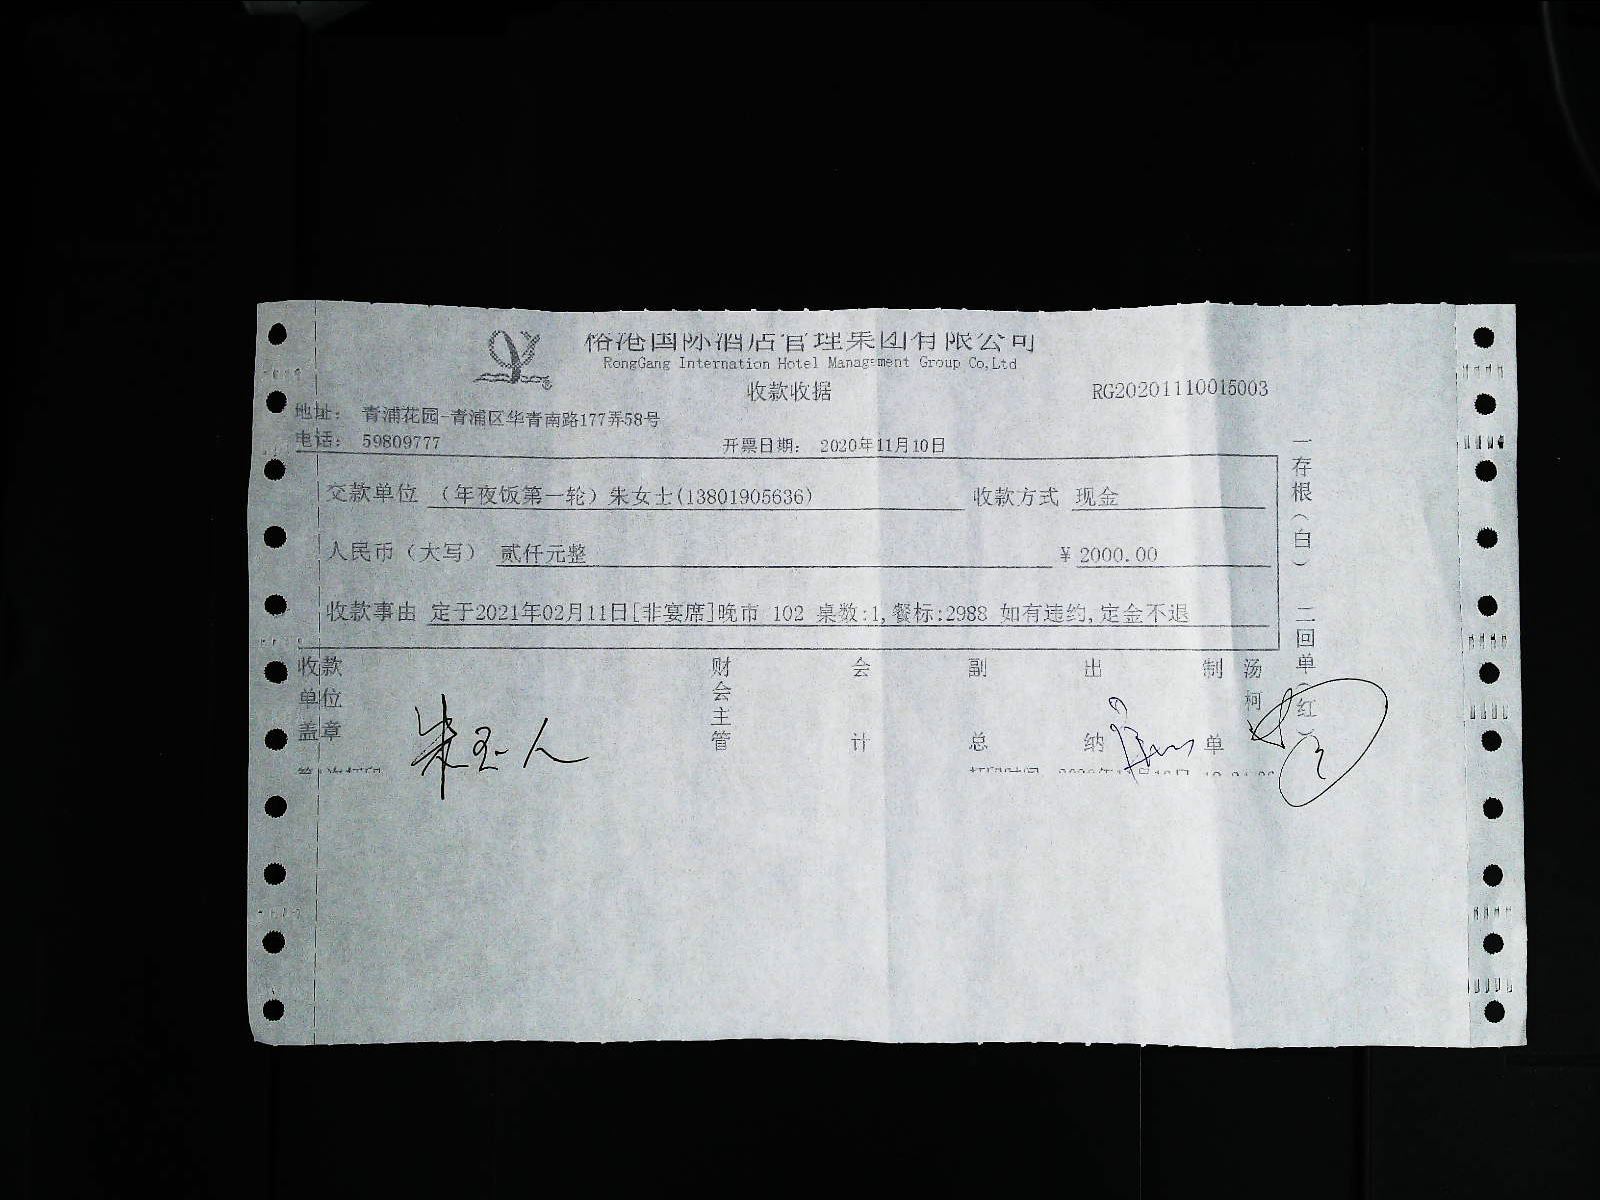 榕港国际酒店管理集团有限公司
RongGang Internation Hotel Management Group Co,Ltd
收款收据
RG20201110015003
地址： 青浦花园-青浦区华青南路177弄58号
电话： 59809777
开票日期： 2020年11月10日
交款单位 （年夜饭第一轮）朱女士(13801905636) 收款方式 现金
人民币（大写） 贰仟元整 ¥2000.00
收款事由 定于2021年02月11日[非宴席]晚市 102 桌数:1,餐标:2988 如有违约,定金不退
收款单位盖章
财会主管
会计
副总
出纳
制单
汤柯
一存根（白） 二回单（红）